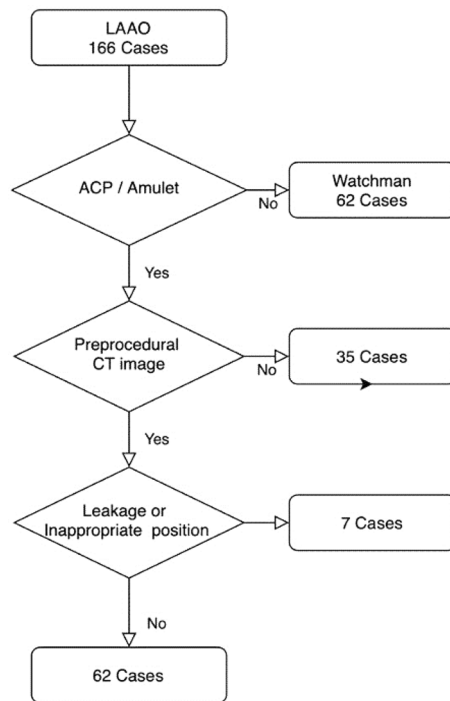 LAAO
166 Cases
ACP / Amulet
No
Watchman
62 Cases
Yes
Preprocedural
CT image
No
35 Cases
Yes
Leakage or
Inappropriate position
7 Cases
No
62 Cases